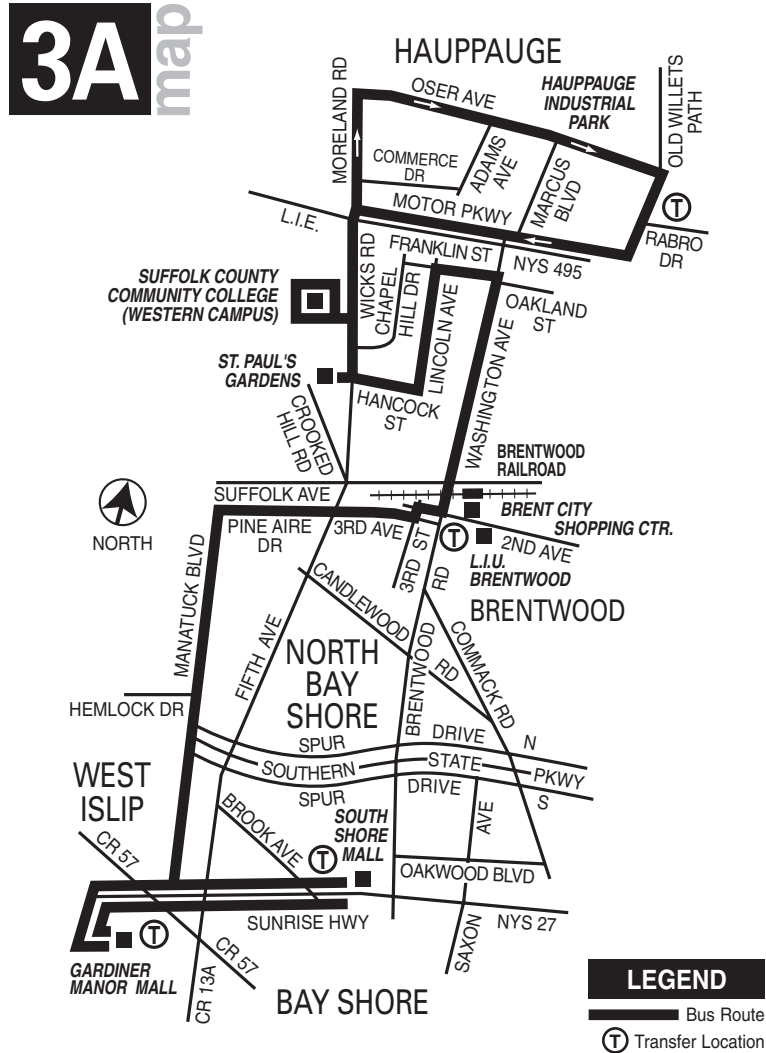 3A
map
HAUPPAUGE
MORELAND RD
OSER AVE
HAUPPAUGE
INDUSTRIAL
PARK
OLD WILLETS
PATH
COMMERCE
DR
ADAMS
AVE
MARCUS
BLVD
MOTOR PKWY
T
RABRO
DR
L.I.E.
FRANKLIN ST
NYS 495
WICKS RD
CHAPEL
HILL DR
LINCOLN AVE
OAKLAND
ST
SUFFOLK COUNTY
COMMUNITY COLLEGE
(WESTERN CAMPUS)
WASHINGTON AVE
ST. PAUL'S
GARDENS
HANCOCK
ST
CROOKED
HILL RD
BRENTWOOD
RAILROAD
SUFFOLK AVE
NORTH
PINE AIRE
DR
3RD AVE
3RD ST
T
BRENT CITY
SHOPPING CTR.
2ND AVE
L.I.U.
BRENTWOOD
BRENTWOOD
MANATUCK BLVD
CANDLEWOOD
RD
BRENTWOOD
RD
COMMACK RD
FIFTH AVE
NORTH
BAY
SHORE
HEMLOCK DR
SPUR
DRIVE
N
SOUTHERN
STATE
PKWY
SPUR
DRIVE
S
WEST
ISLIP
BROOK AVE
SOUTH
SHORE
MALL
T
AVE
CR 57
OAKWOOD BLVD
SUNRISE HWY
NYS 27
T
SAXON
GARDINER
MANOR MALL
CR 57
CR 13A
BAY SHORE
LEGEND
Bus Route
T Transfer Location